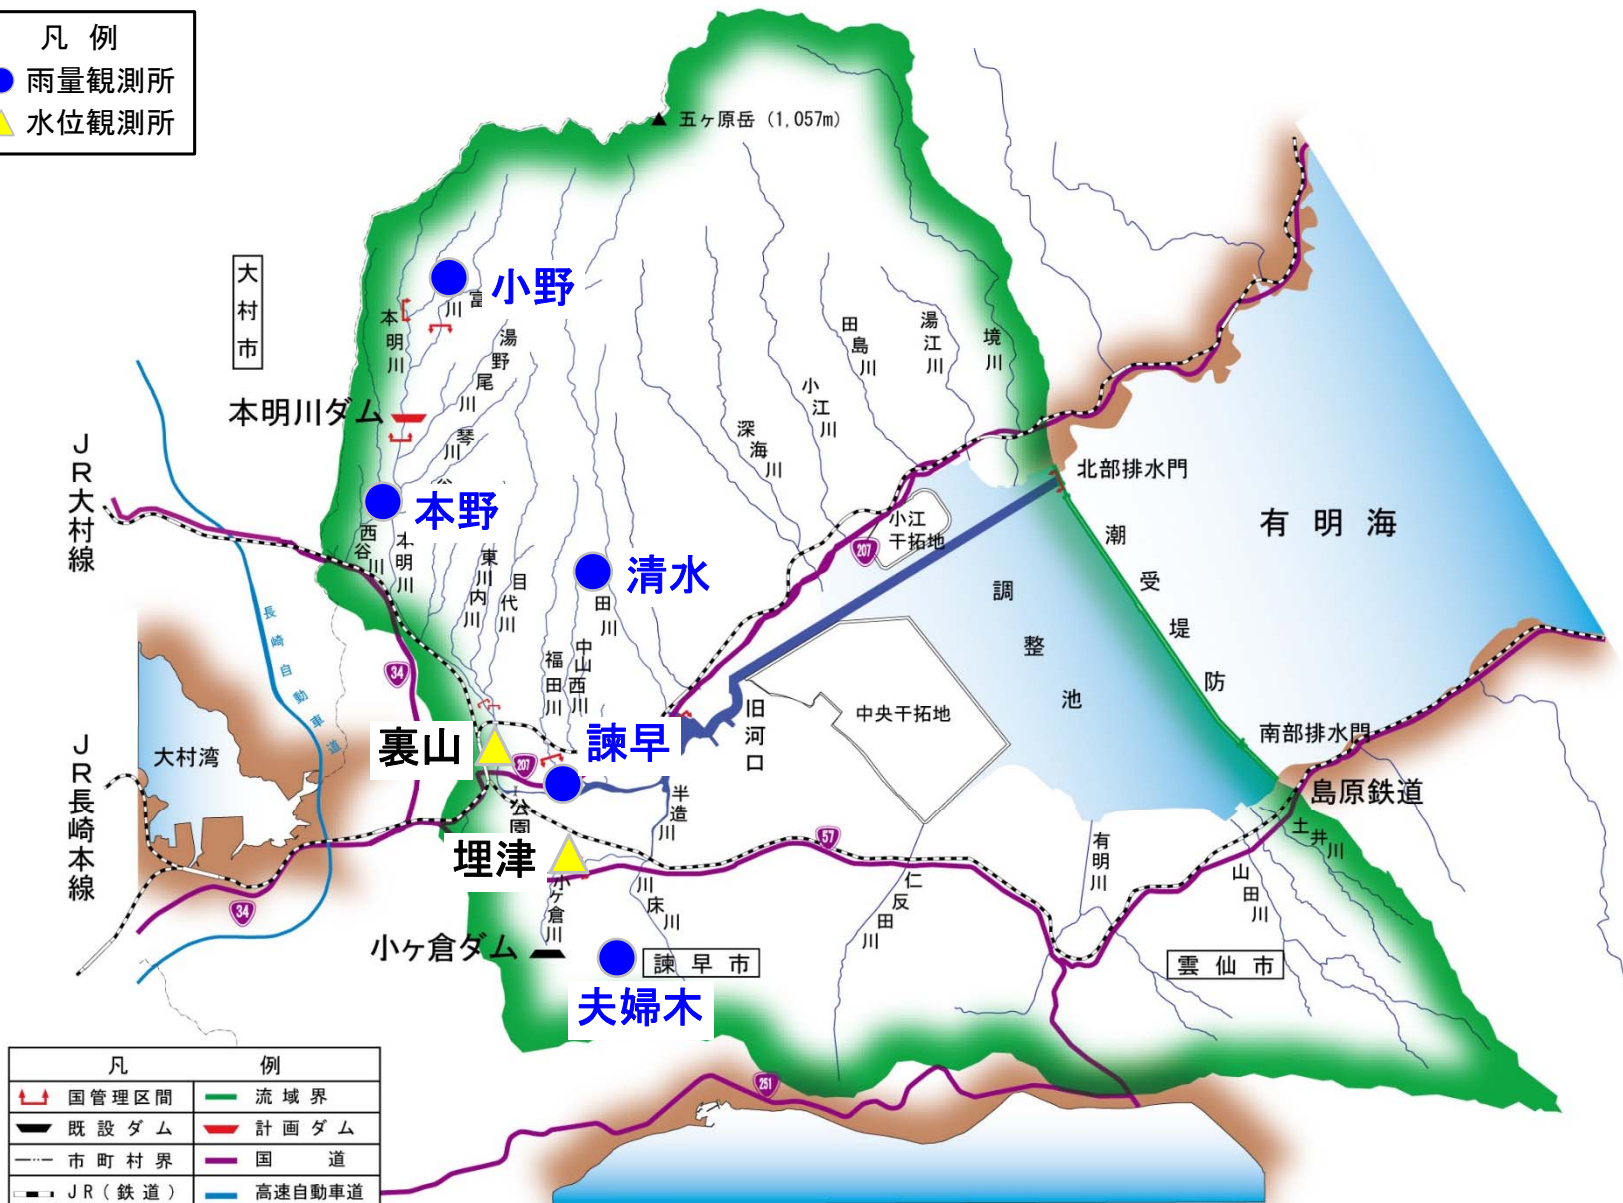 凡 例
雨量観測所
水位観測所
五ヶ原岳 (1,057m)
大村市
小野
富
川
本明川
湯野尾川
琴川
谷
田島川
湯江川
境川
小江川
深海川
本明川ダム
JR大村線
本野
西谷川
本明川
東川内川
目代川
清水
田川
福田川
中山西川
小江
干拓地
207
北部排水門
有明海
潮受堤防
調整池
長崎自動車道
34
裏山
207
諫早
旧河口
中央干拓地
南部排水門
島原鉄道
大村湾
JR長崎本線
公園
半造川
埋津
57
小ヶ倉川
川床川
仁反田川
有明川
土井川
山田川
34
小ヶ倉ダム
諫早市
雲仙市
夫婦木
251
凡 例
国管理区間
流域界
既設ダム
計画ダム
市町村界
国道
JR(鉄道)
高速自動車道